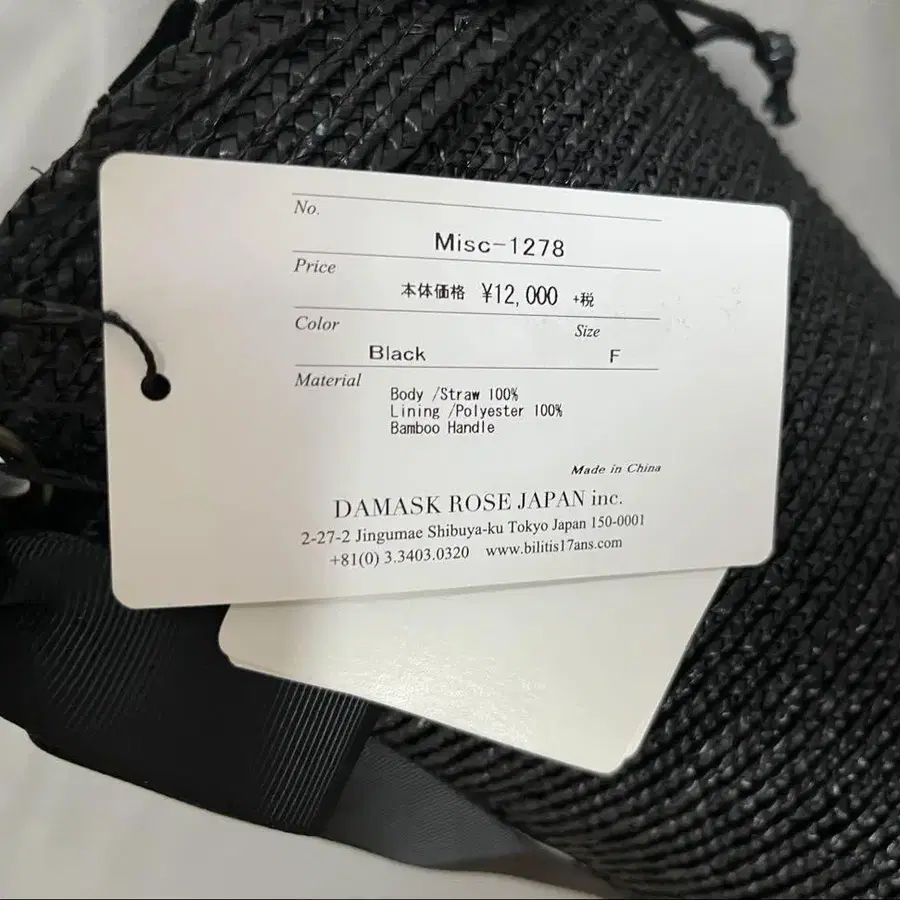 No.
Misc-1278
Price
本体価格 ¥12,000 +税
Color Size
Black F
Material
Body /Straw 100%
Lining /Polyester 100%
Bamboo Handle
Made in China
DAMASK ROSE JAPAN inc.
2-27-2 Jingumae Shibuya-ku Tokyo Japan 150-0001
+81(0) 3.3403.0320 www.bilitis17ans.com